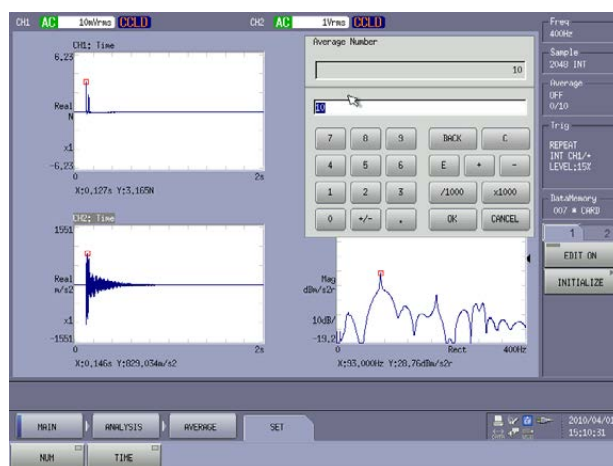 CH1 AC 10mVrms CCLD CH2 AC 1Vrms CCLD
Freq
400Hz
Sample
2048 INT
Average
OFF
0/10
Trig
REPEAT
INT CH1/+
LEVEL:15%
DataMemory
007 * CARD
1 2
EDIT ON
INITIALIZE
CH1: Time
6.23
Real
N
x1
-6.23
0 2s
X:0.127s Y:3.165N
Average Number
10
10
7 8 9 BACK C
4 5 6 E + -
1 2 3 /1000 x1000
0 +/- . OK CANCEL
CH2: Time
1551
Real
m/s2
x1
-1551
0 2s
X:0.146s Y:829.034m/s2
Mag
dBm/s2r
10dB/
-19.2
0 Rect 400Hz
X:93.000Hz Y:28.76dBm/s2r
MAIN ANALYSIS AVERAGE SET
2010/04/01
15:10:31
NUM TIME